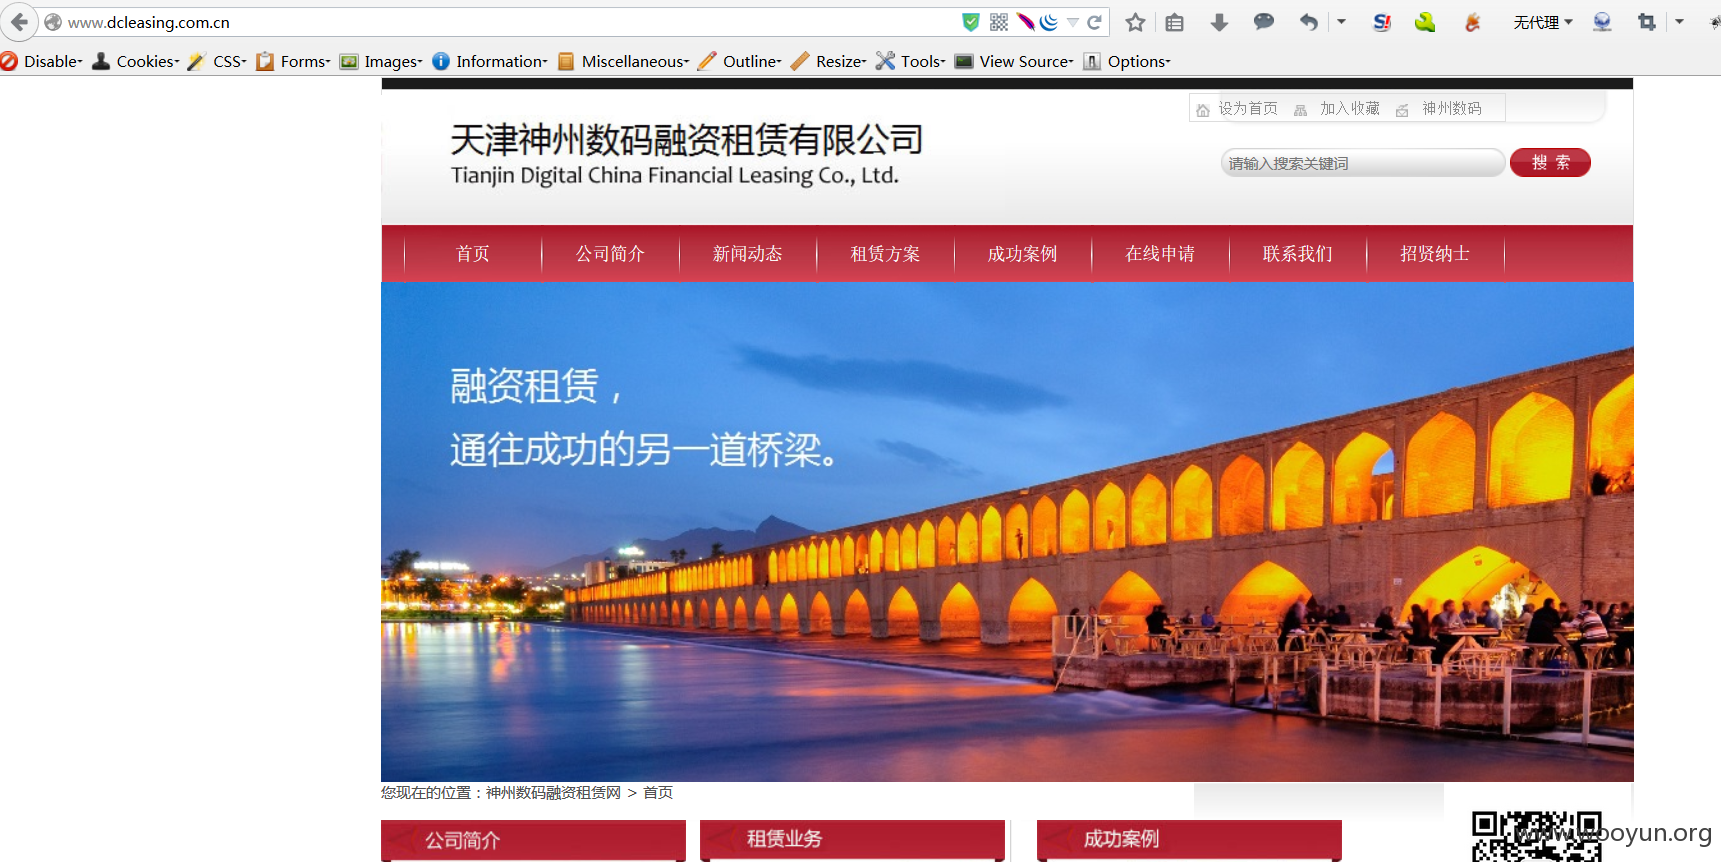 www.dcleasing.com.cn
无代理
Disable Cookies CSS Forms Images Information Miscellaneous Outline Resize Tools View Source Options
设为首页 加入收藏 神州数码
天津神州数码融资租赁有限公司
Tianjin Digital China Financial Leasing Co., Ltd.
请输入搜索关键词 搜 索
首页 公司简介 新闻动态 租赁方案 成功案例 在线申请 联系我们 招贤纳士
融资租赁，
通往成功的另一道桥梁。
您现在的位置：神州数码融资租赁网 > 首页
公司简介 租赁业务 成功案例
www.wooyun.org